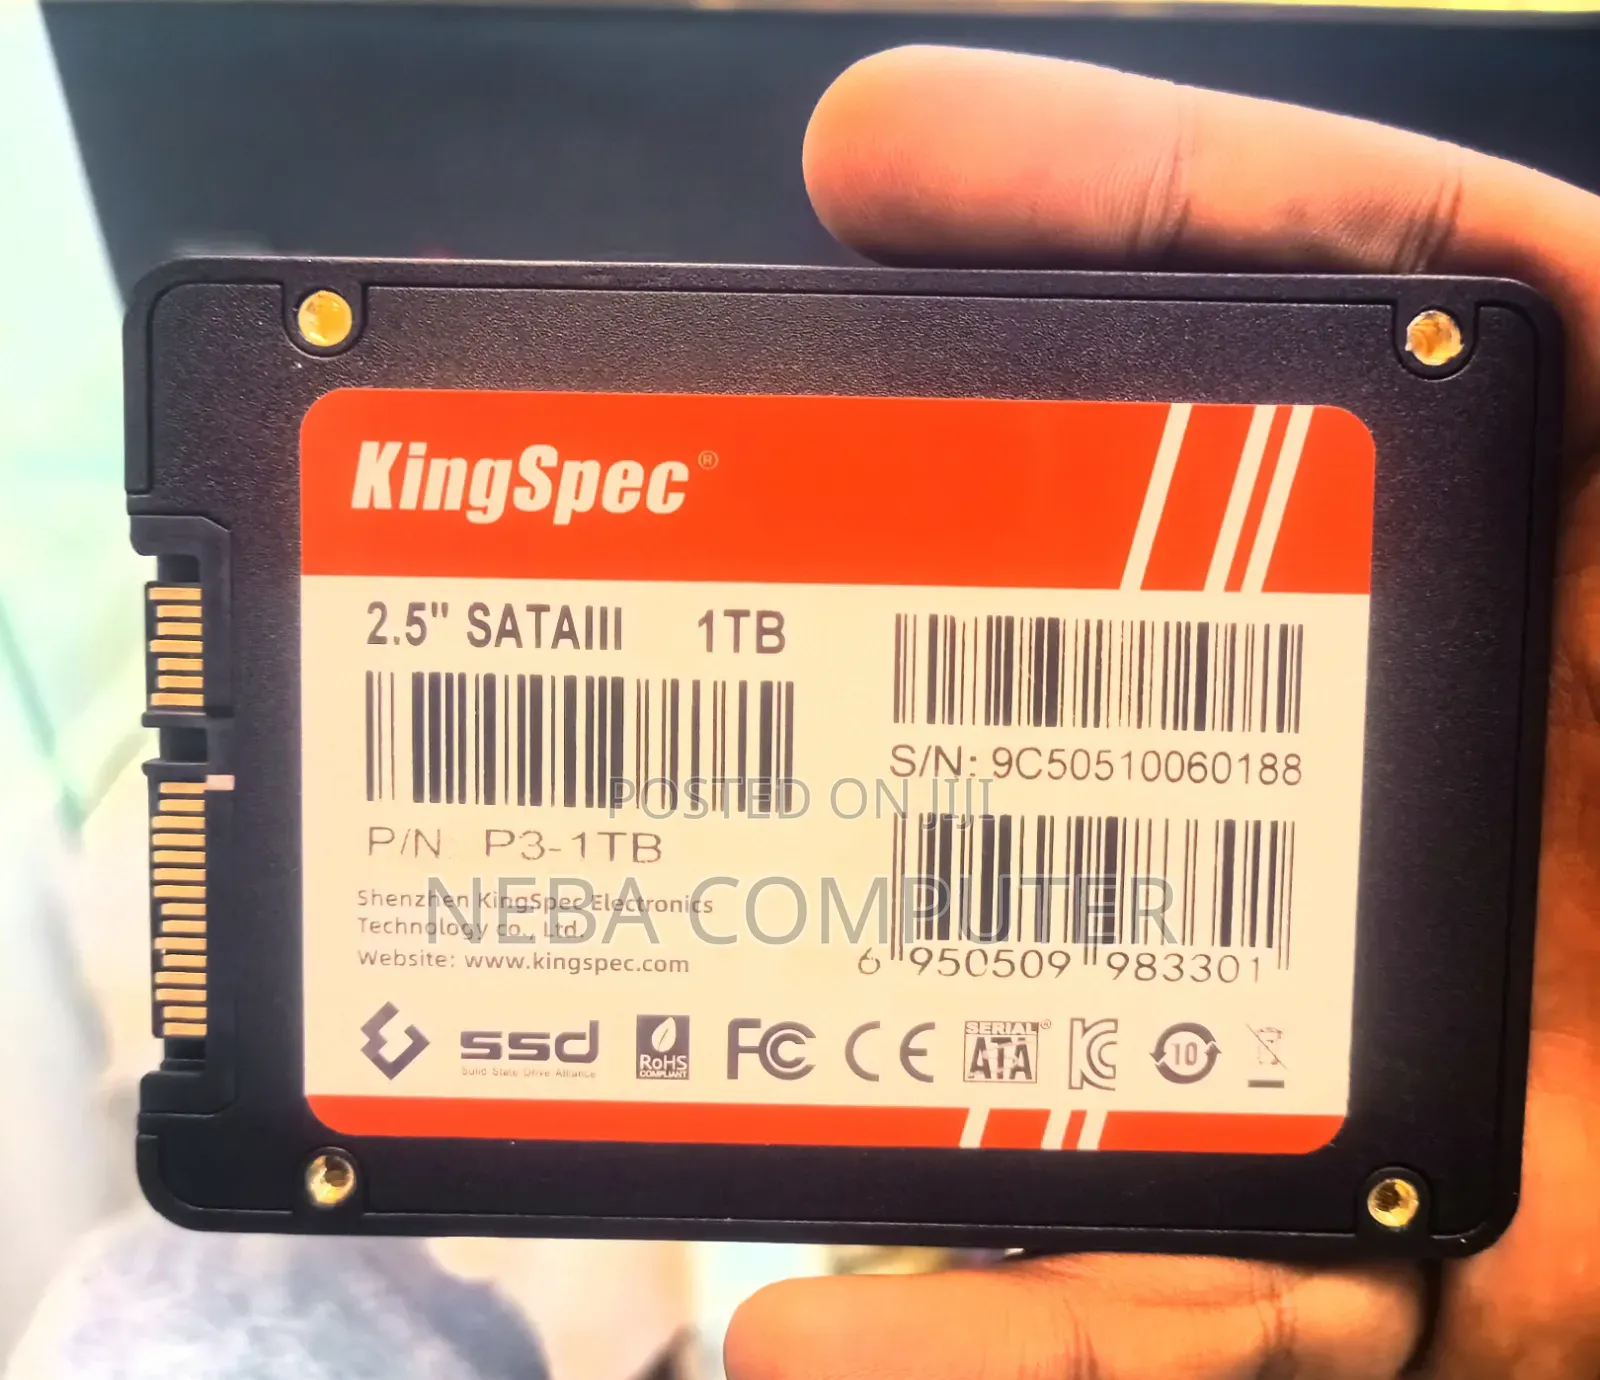 KingSpec®
2.5" SATAIII 1TB
S/N: 9C50510060188
P/N: P3-1TB
Shenzhen KingSpec Electronics
Technology co., Ltd.
Website: www.kingspec.com
6 950509 983301
POSTED ON JIJI
NEBA COMPUTER
ssd
Solid State Drive Alliance
RoHS
COMPLIANT
FC
CE
SERIAL®
ATA
KC
10